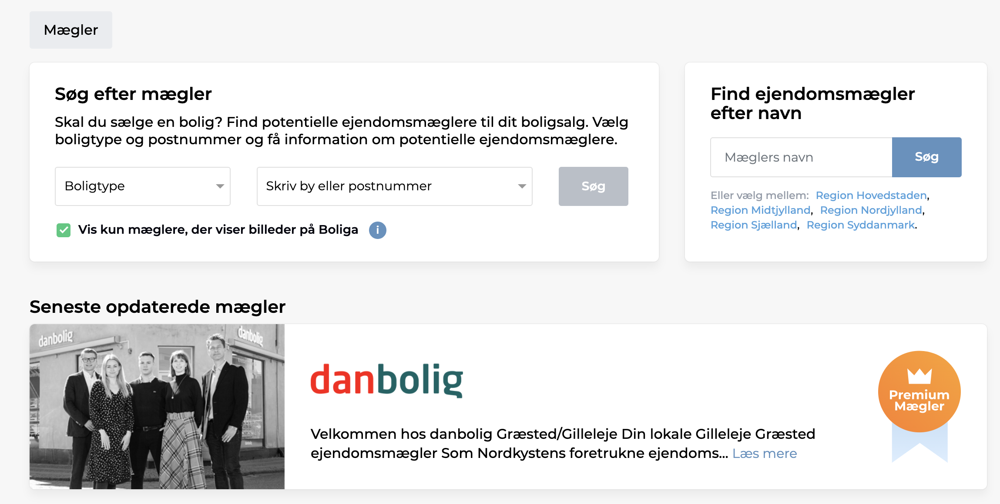 Mægler
Søg efter mægler
Skal du sælge en bolig? Find potentielle ejendomsmæglere til dit boligsalg. Vælg
boligtype og postnummer og få information om potentielle ejendomsmæglere.
Boligtype
Skriv by eller postnummer
Søg
Vis kun mæglere, der viser billeder på Boliga
i
Find ejendomsmægler
efter navn
Mæglers navn
Søg
Eller vælg mellem: Region Hovedstaden,
Region Midtjylland, Region Nordjylland,
Region Sjælland, Region Syddanmark.
Seneste opdaterede mægler
danbolig
danbolig
danbolig
Premium
Mægler
Velkommen hos danbolig Græsted/Gilleleje Din lokale Gilleleje Græsted
ejendomsmægler Som Nordkystens foretrukne ejendoms... Læs mere